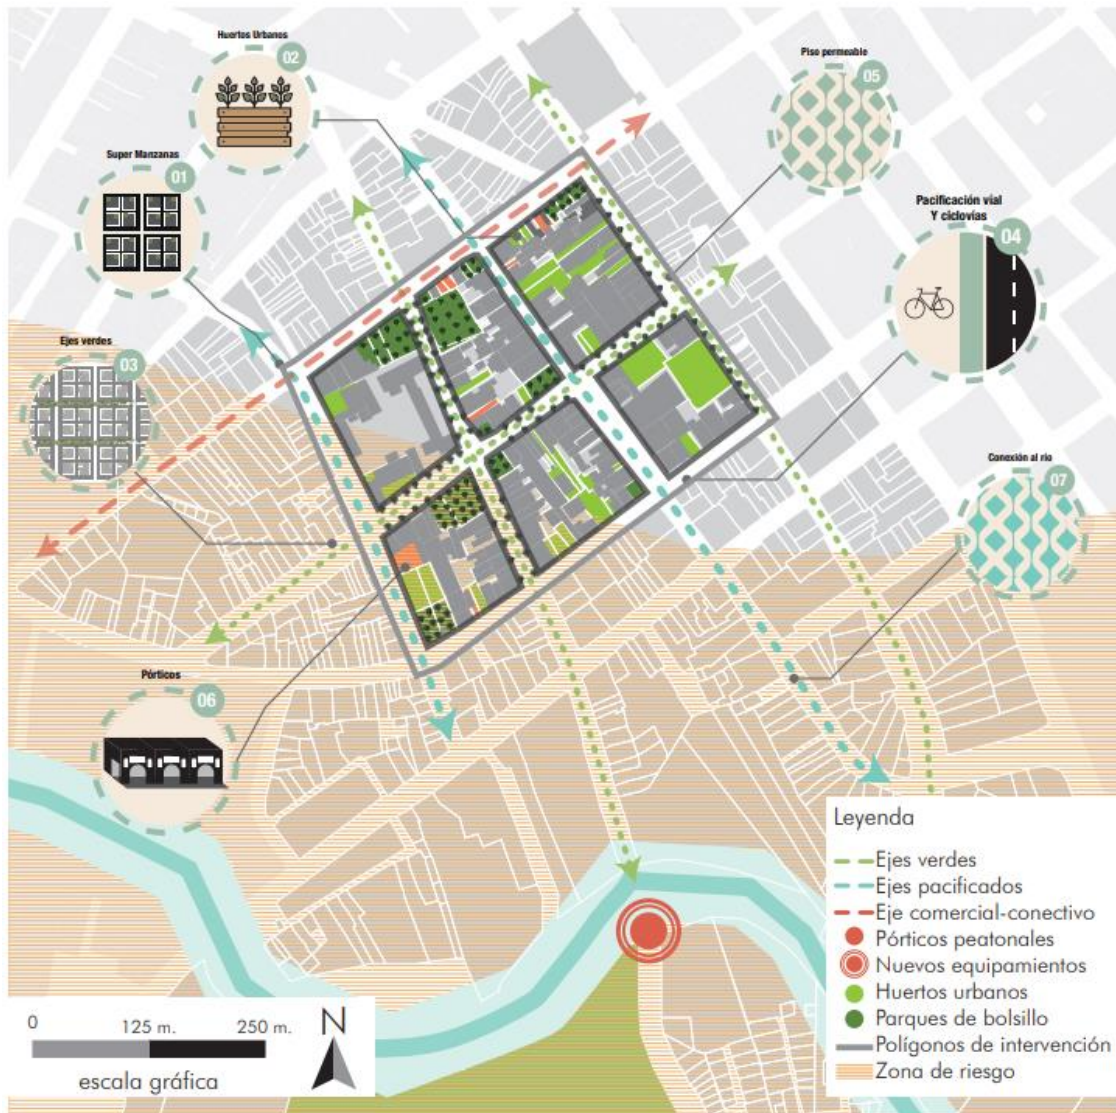 Huertos Urbanos
02
Super Manzanas
01
Ejes verdes
03
Piso permeable
05
Pacificación vial
Y ciclovías
04
Conexión al río
07
Pórticos
06
Leyenda
Ejes verdes
Ejes pacificados
Eje comercial-conectivo
Pórticos peatonales
Nuevos equipamientos
Huertos urbanos
Parques de bolsillo
Polígonos de intervención
Zona de riesgo
0 125 m. 250 m.
escala gráfica
N